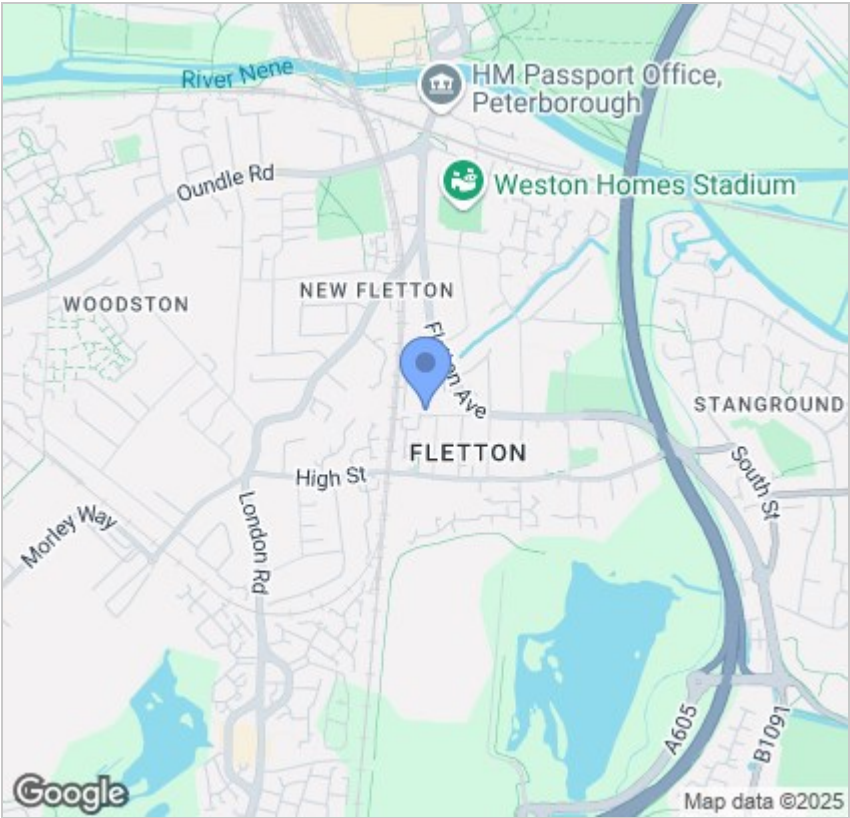 River Nene
HM Passport Office,
Peterborough
Oundle Rd
Weston Homes Stadium
NEW FLETTON
WOODSTON
Ave
STANGROUND
FLETTON
High St
South St
Morley Way
London Rd
A605
B1091
Google
Map data ©2025